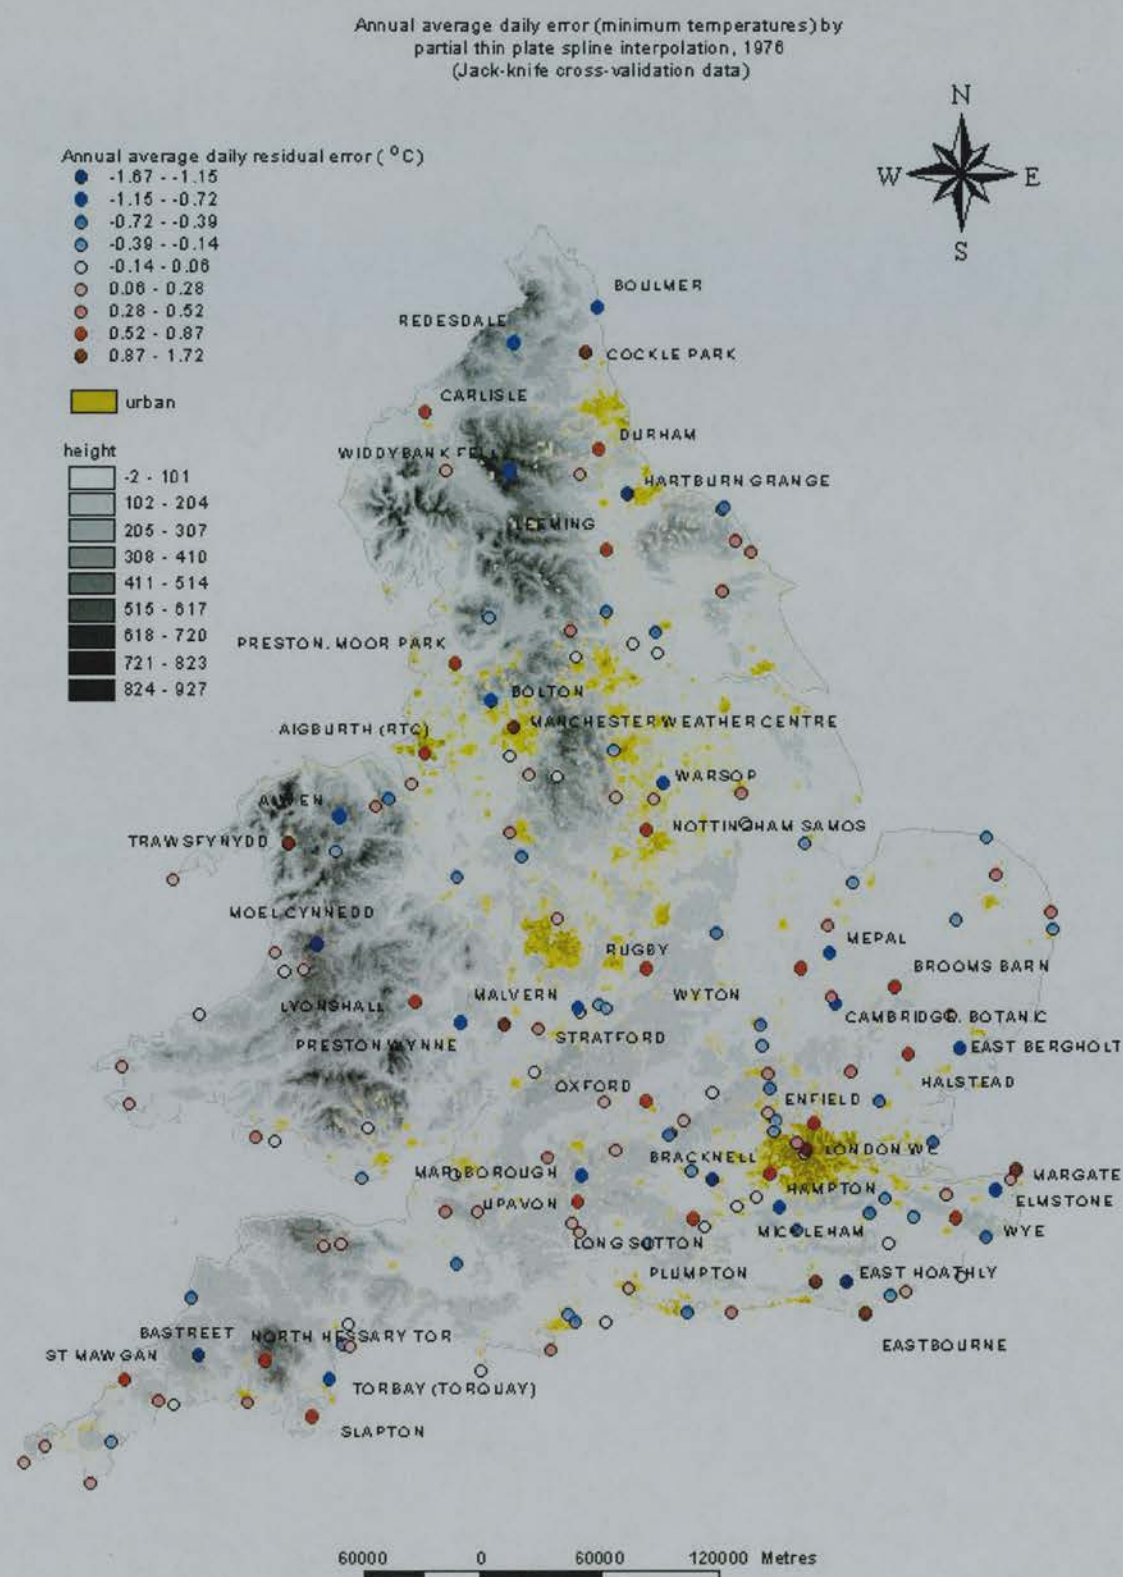 Annual average daily error (minimum temperatures) by
partial thin plate spline interpolation, 1976
(Jack-knife cross-validation data)
N
W E
S
Annual average daily residual error ( °C)
-1.67 - -1.15
-1.15 - -0.72
-0.72 - -0.39
-0.39 - -0.14
-0.14 - 0.06
0.06 - 0.28
0.28 - 0.52
0.52 - 0.87
0.87 - 1.72
urban
height
-2 - 101
102 - 204
205 - 307
308 - 410
411 - 514
515 - 617
618 - 720
721 - 823
824 - 927
BOULMER
REDESDALE
COCKLE PARK
CARLISLE
DURHAM
WIDDYBANK FELL
HARTBURN GRANGE
LEEMING
PRESTON. MOOR PARK
BOLTON
MANCHESTER WEATHER CENTRE
AIGBURTH (RTC)
WARSOP
ALWEN
NOTTINGHAM SAMOS
TRAWSFYNYDD
MOEL CYNNEDD
MEPAL
RUGBY
BROOMS BARN
MALVERN
WYTON
LYONSHALL
CAMBRIDGE. BOTANIC
STRATFORD
PRESTON WYNNE
EAST BERGHOLT
OXFORD
HALSTEAD
ENFIELD
LONDON WC
BRACKNELL
MARLBOROUGH
MARGATE
HAMPTON
ELMSTONE
UPAVON
MICKLEHAM
WYE
LONG SUTTON
PLUMPTON
EAST HOATHLY
BASTREET
NORTH HESSARY TOR
EASTBOURNE
ST MAWGAN
TORBAY (TORQUAY)
SLAPTON
60000 0 60000 120000 Metres